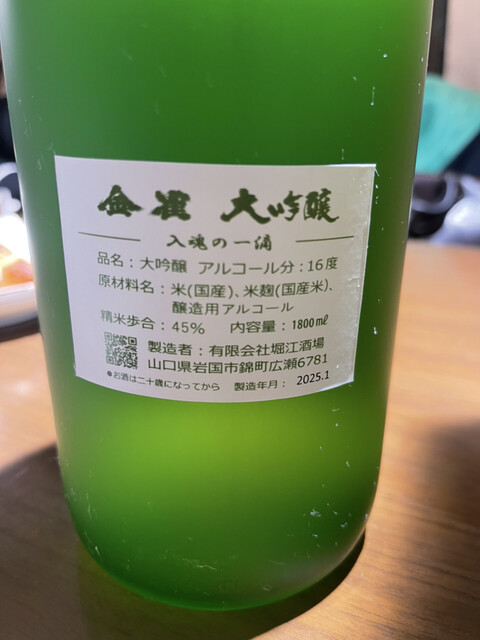 金雀 大吟醸
入魂の一滴
品名：大吟醸 アルコール分：16度
原材料名：米(国産)、米麹(国産米)、
醸造用アルコール
精米歩合：45% 内容量：1800㎖
製造者：有限会社堀江酒場
山口県岩国市錦町広瀬6781
●お酒は二十歳になってから 製造年月： 2025.1